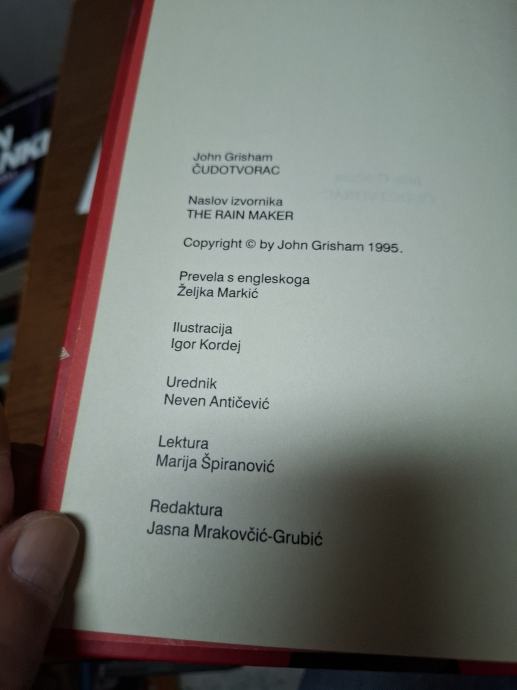 John Grisham
ČUDOTVORAC
Naslov izvornika
THE RAIN MAKER
Copyright © by John Grisham 1995.
Prevela s engleskoga
Željka Markić
Ilustracija
Igor Kordej
Urednik
Neven Antičević
Lektura
Marija Špiranović
Redaktura
Jasna Mrakovčić-Grubić